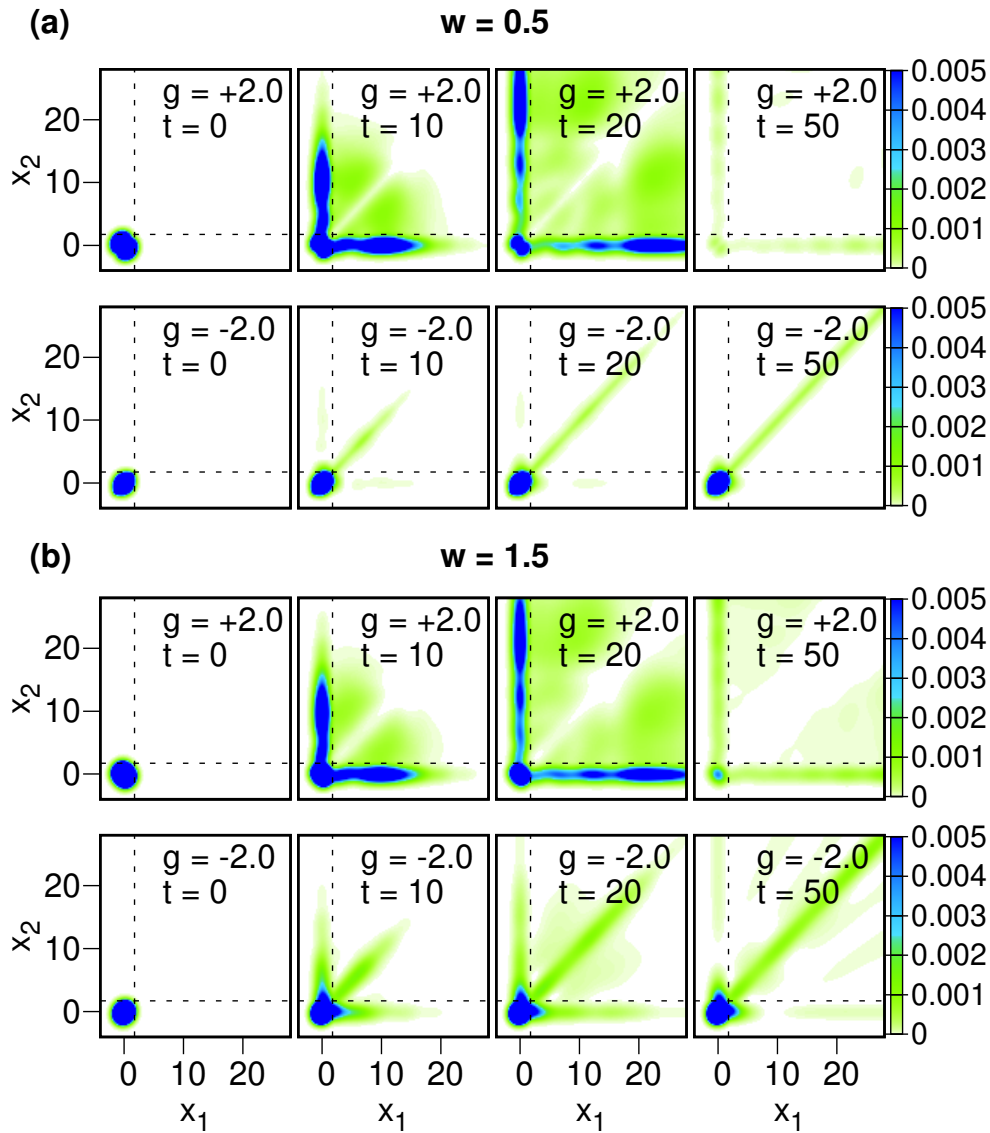 (a) w = 0.5
g = +2.0 g = +2.0 g = +2.0 g = +2.0
t = 0 t = 10 t = 20 t = 50
x2
20
10
0
0.005
0.004
0.003
0.002
0.001
0
g = -2.0 g = -2.0 g = -2.0 g = -2.0
t = 0 t = 10 t = 20 t = 50
x2
20
10
0
0.005
0.004
0.003
0.002
0.001
0
(b) w = 1.5
g = +2.0 g = +2.0 g = +2.0 g = +2.0
t = 0 t = 10 t = 20 t = 50
x2
20
10
0
0.005
0.004
0.003
0.002
0.001
0
g = -2.0 g = -2.0 g = -2.0 g = -2.0
t = 0 t = 10 t = 20 t = 50
x2
20
10
0
0.005
0.004
0.003
0.002
0.001
0
0 10 20 0 10 20 0 10 20 0 10 20
x1 x1 x1 x1